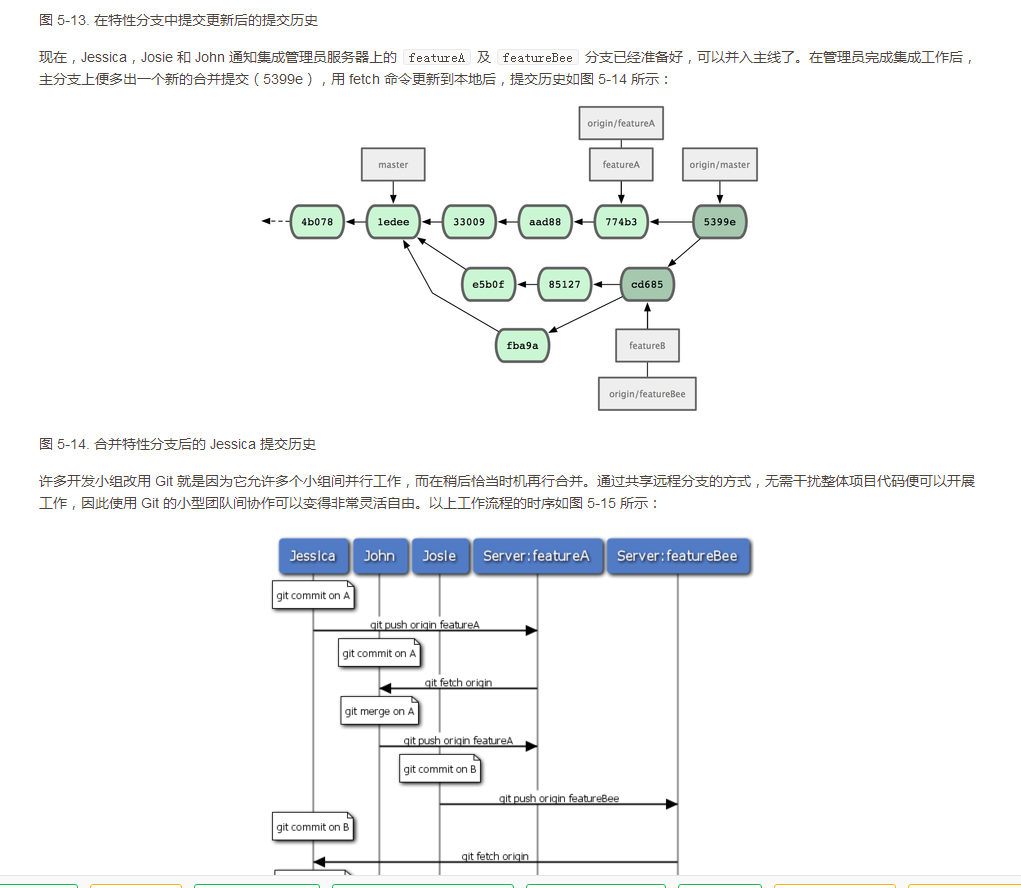 图 5-13. 在特性分支中提交更新后的提交历史
现在，Jessica，Josie 和 John 通知集成管理员服务器上的 featureA 及 featureBee 分支已经准备好，可以并入主线了。在管理员完成集成工作后，
主分支上便多出一个新的合并提交（5399e），用 fetch 命令更新到本地后，提交历史如图 5-14 所示：
origin/featureA
master
featureA
origin/master
4b078
1edee
33009
aad88
774b3
5399e
e5b0f
85127
cd685
fba9a
featureB
origin/featureBee
图 5-14. 合并特性分支后的 Jessica 提交历史
许多开发小组改用 Git 就是因为它允许多个小组间并行工作，而在稍后恰当时机再行合并。通过共享远程分支的方式，无需干扰整体项目代码便可以开展
工作，因此使用 Git 的小型团队间协作可以变得非常灵活自由。以上工作流程的时序如图 5-15 所示：
Jessica
John
Josie
Server:featureA
Server:featureBee
git commit on A
git push origin featureA
git commit on A
git fetch origin
git merge on A
git push origin featureA
git commit on B
git push origin featureBee
git commit on B
git fetch origin